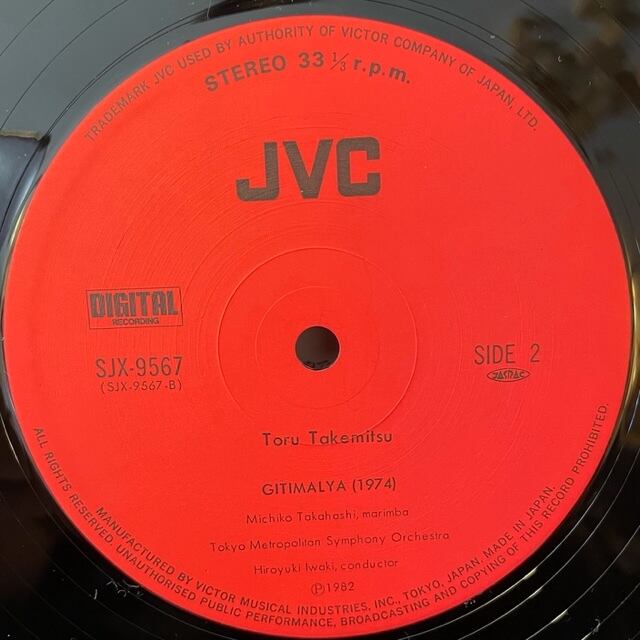 TRADEMARK JVC USED BY AUTHORITY OF VICTOR COMPANY OF JAPAN, LTD.
STEREO 33 1/3 r.p.m.
JVC
DIGITAL
RECORDING
SJX-9567
(SJX-9567-B)
SIDE 2
JASRAC
Toru Takemitsu
GITIMALYA (1974)
Michiko Takahashi, marimba
Tokyo Metropolitan Symphony Orchestra
Hiroyuki Iwaki, conductor
Ⓟ1982
MANUFACTURED BY VICTOR MUSICAL INDUSTRIES, INC., TOKYO, JAPAN. MADE IN JAPAN.
ALL RIGHTS RESERVED. UNAUTHORISED PUBLIC PERFORMANCE, BROADCASTING AND COPYING OF THIS RECORD PROHIBITED.